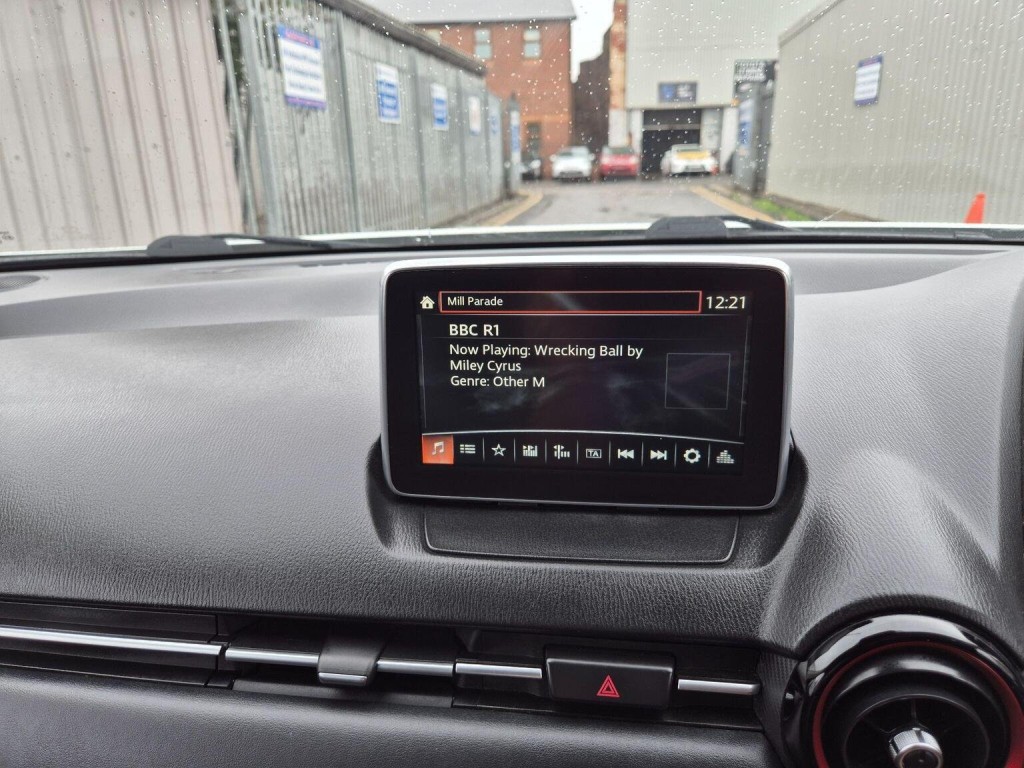 Mill Parade
12:21
BBC R1
Now Playing: Wrecking Ball by
Miley Cyrus
Genre: Other M
TA